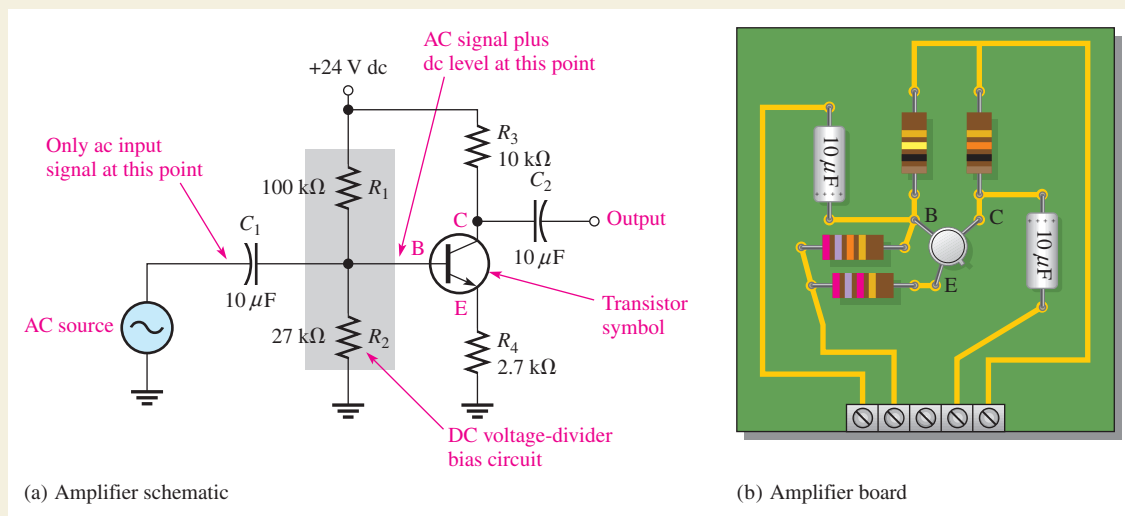 AC signal plus
dc level at this point
+24 V dc
Only ac input
signal at this point
R3
10 kΩ
100 kΩ R1
C2
C1
C
Output
B
10 μF
10 μF
E
Transistor
symbol
AC source
27 kΩ R2
R4
2.7 kΩ
DC voltage-divider
bias circuit
(a) Amplifier schematic
10 μF
B
C
10 μF
E
(b) Amplifier board